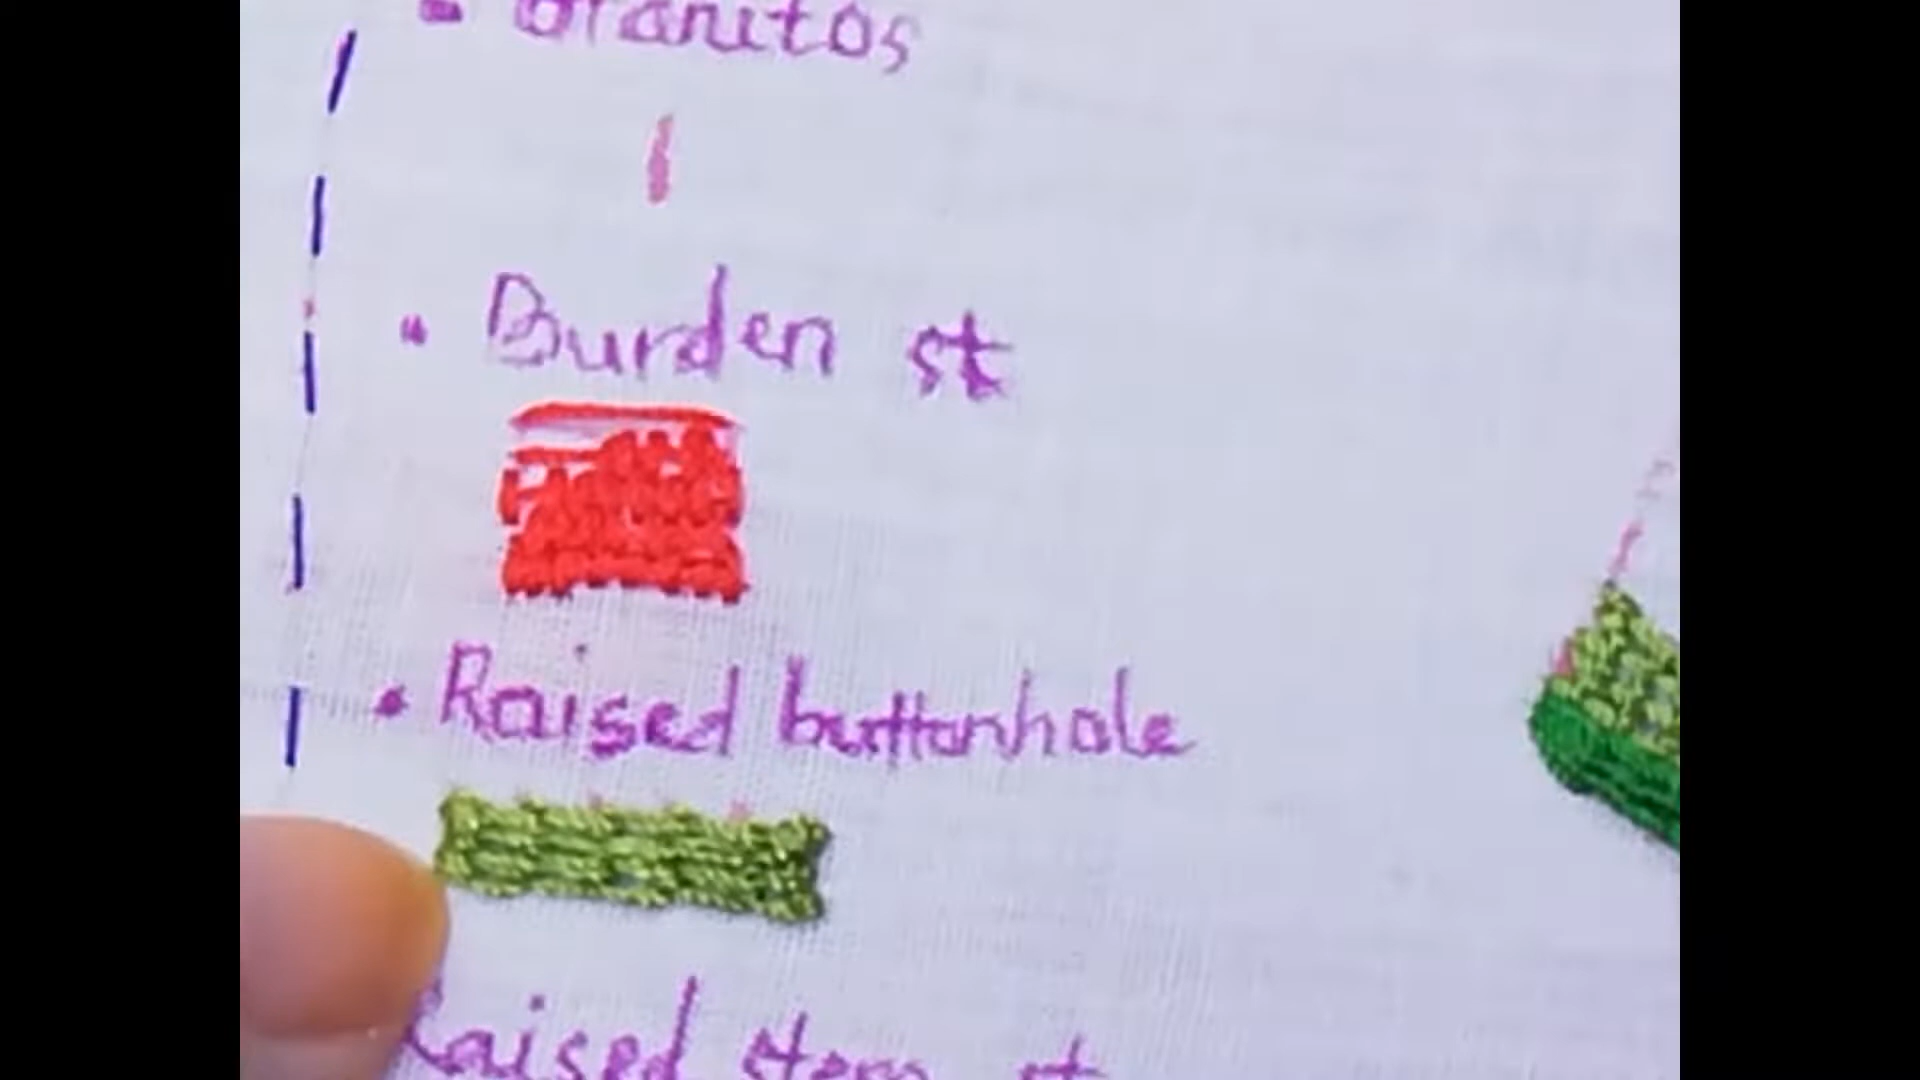 Granitos
Burden st
Raised buttonhole
Raised stem st